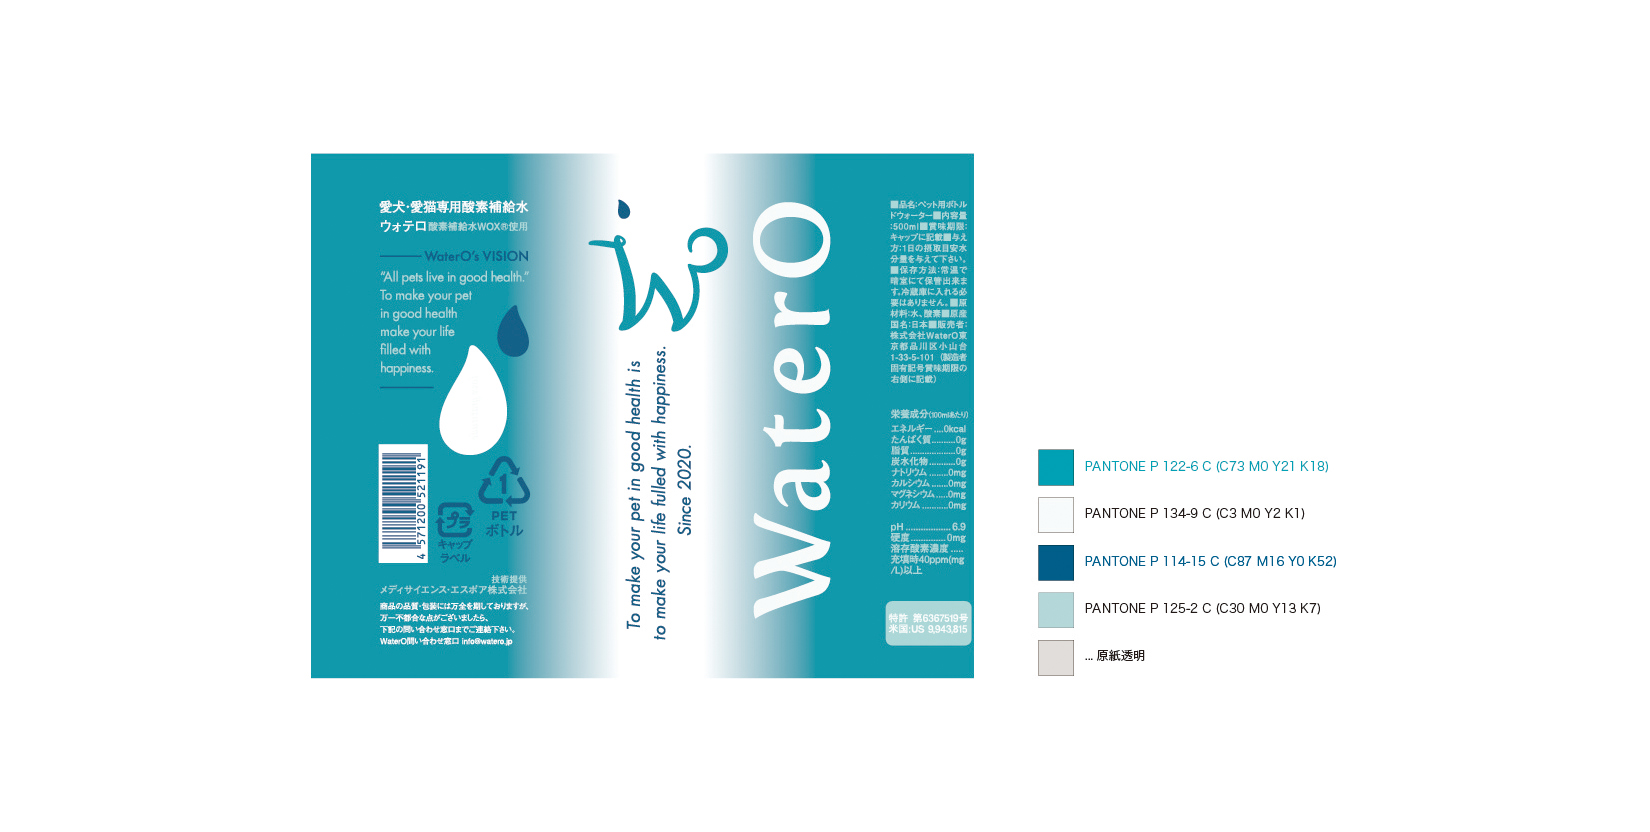 愛犬・愛猫専用酸素補給水
ウォテロ 酸素補給水WOX®使用
WaterO's VISION
“All pets live in good health.”
To make your pet
in good health
make your life
filled with
happiness.
4 571200 521191
プラ
キャップ
ラベル
1
PET
ボトル
技術提供
メディサイエンス・エスポア株式会社
商品の品質・包装には万全を期しておりますが、
万一不都合な点がございましたら、
下記の問い合わせ窓口までご連絡下さい。
WaterO問い合わせ窓口 info@watero.jp
To make your pet in good health is
to make your life fulled with happiness.
Since 2020.
WaterO
■品名：ペット用ボトル
ドウォーター■内容量
：500ml■賞味期限：
キャップに記載■与え
方：1日の摂取目安水
分量を与えて下さい。
■保存方法：常温で
暗室にて保管出来ま
す。冷蔵庫に入れる必
要はありません。■原
材料：水、酸素■原産
国名：日本■販売者：
株式会社WaterO東
京都品川区小山台
1-33-5-101（製造者
固有記号賞味期限の
右側に記載）
栄養成分(100mlあたり)
エネルギー....0kcal
たんぱく質..........0g
脂質...................0g
炭水化物...........0g
ナトリウム........0mg
カルシウム.......0mg
マグネシウム.....0mg
カリウム...........0mg
pH...................6.9
硬度...............0mg
溶存酸素濃度.....
充填時40ppm(mg
/L)以上
特許 第6367519号
米国:US 9,943,815
PANTONE P 122-6 C (C73 M0 Y21 K18)
PANTONE P 134-9 C (C3 M0 Y2 K1)
PANTONE P 114-15 C (C87 M16 Y0 K52)
PANTONE P 125-2 C (C30 M0 Y13 K7)
... 原紙透明